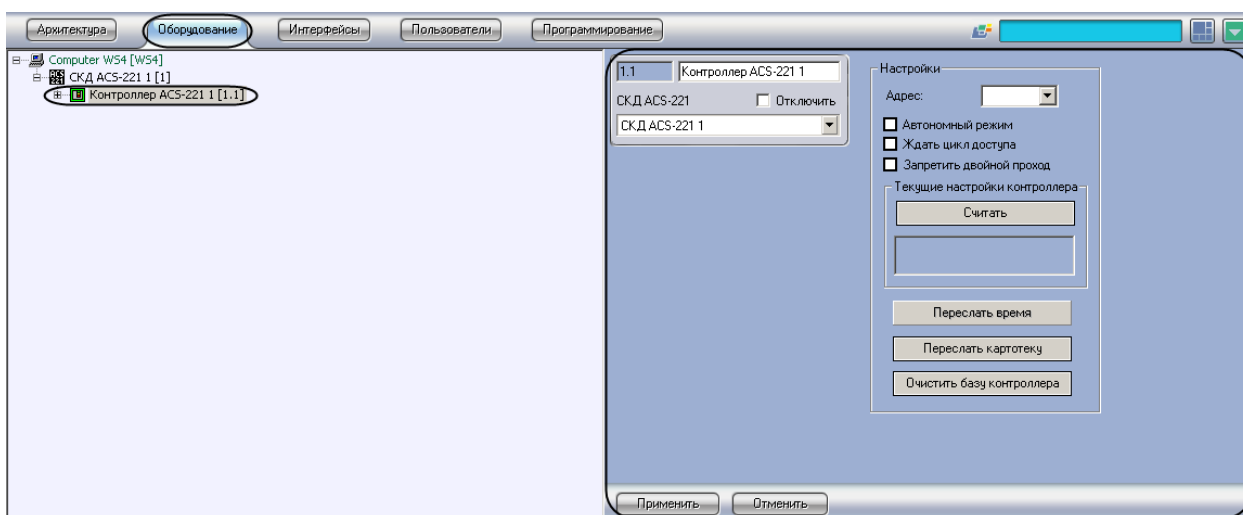 Архитектура Оборудование Интерфейсы Пользователи Программирование
Computer WS4 [WS4]
СКД ACS-221 1 [1]
Контроллер ACS-221 1 [1.1]
1.1 Контроллер ACS-221 1
СКД ACS-221 Отключить
СКД ACS-221 1
Настройки
Адрес:
Автономный режим
Ждать цикл доступа
Запретить двойной проход
Текущие настройки контроллера
Считать
Переслать время
Переслать картотеку
Очистить базу контроллера
Применить Отменить